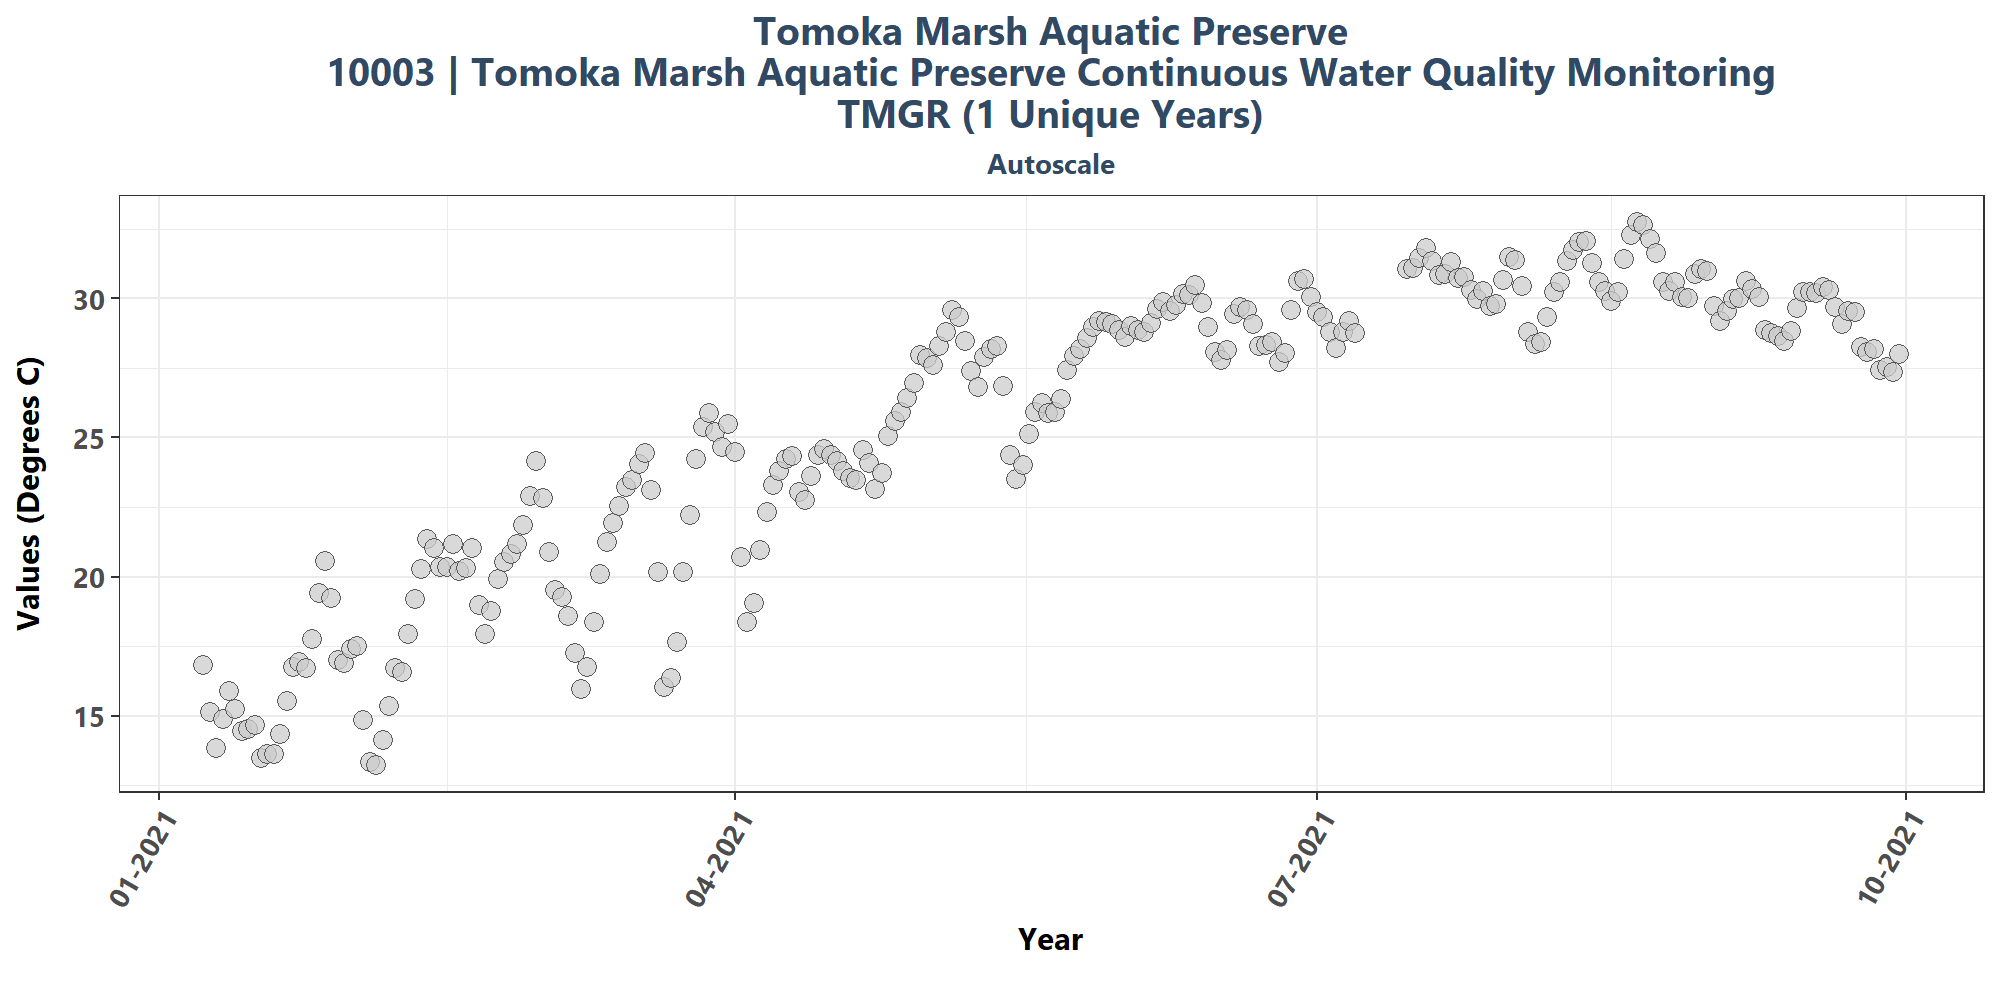 Tomoka Marsh Aquatic Preserve
10003 | Tomoka Marsh Aquatic Preserve Continuous Water Quality Monitoring
TMGR (1 Unique Years)
Autoscale
Values (Degrees C)
30
25
20
15
01-2021
04-2021
07-2021
10-2021
Year